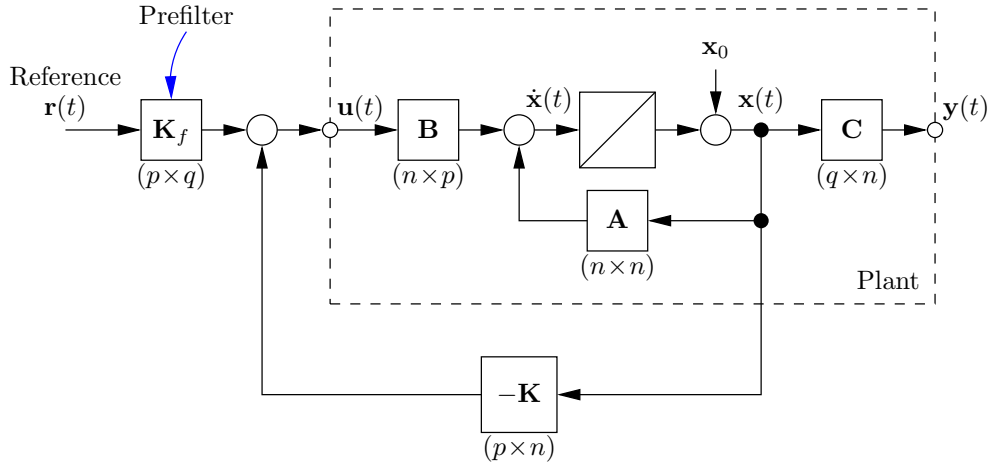 Prefilter
Reference
r(t)
K_f
(p×q)
u(t)
B
(n×p)
ẋ(t)
x_0
x(t)
C
(q×n)
y(t)
A
(n×n)
Plant
−K
(p×n)